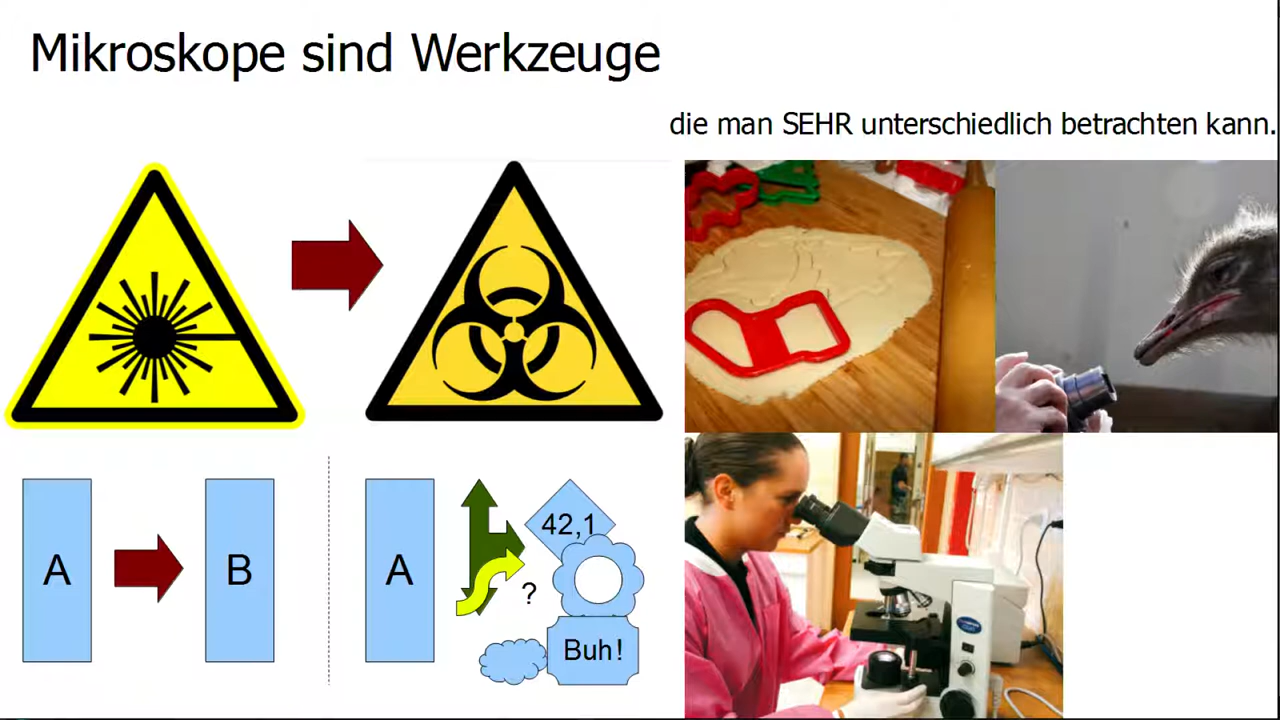 Mikroskope sind Werkzeuge
die man SEHR unterschiedlich betrachten kann.
A
B
A
42,1
?
Buh!